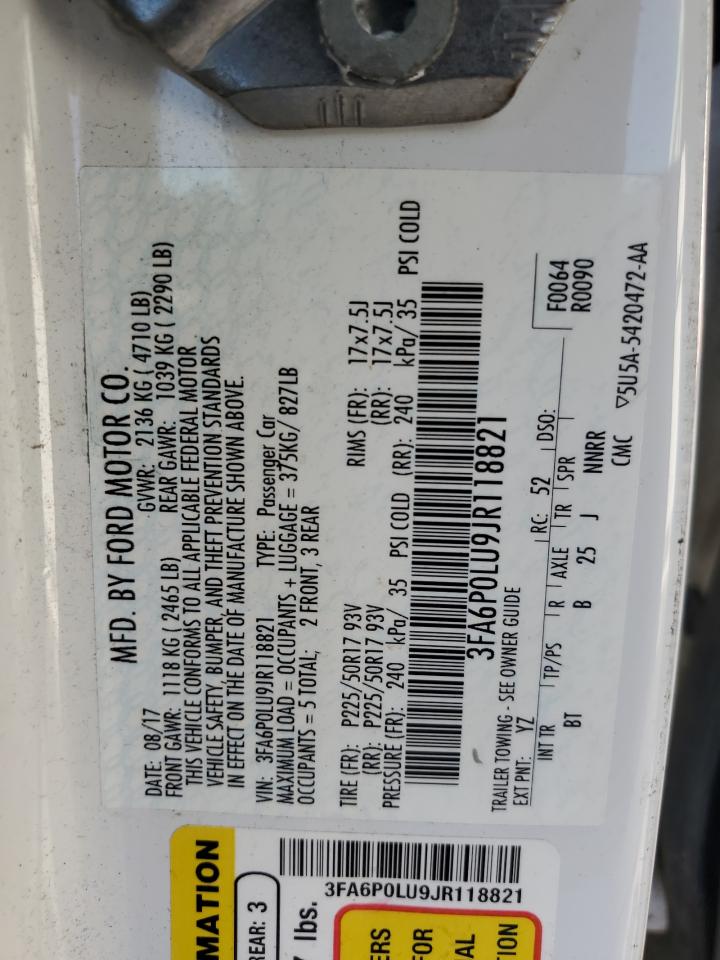 MFD. BY FORD MOTOR CO.
DATE: 08/17 GVWR: 2136 KG ( 4710 LB)
FRONT GAWR: 1118 KG ( 2465 LB) REAR GAWR: 1039 KG ( 2290 LB)
THIS VEHICLE CONFORMS TO ALL APPLICABLE FEDERAL MOTOR
VEHICLE SAFETY, BUMPER, AND THEFT PREVENTION STANDARDS
IN EFFECT ON THE DATE OF MANUFACTURE SHOWN ABOVE.
VIN: 3FA6P0LU9JR118821 TYPE: Passenger Car
MAXIMUM LOAD = OCCUPANTS + LUGGAGE = 375KG/ 827LB
OCCUPANTS = 5 TOTAL; 2 FRONT, 3 REAR
TIRE (FR): P225/50R17 93V RIMS (FR): 17x7.5J
(RR): P225/50R17 93V (RR): 17x7.5J
PRESSURE (FR): 240 kPa/ 35 PSI COLD (RR): 240 kPa/ 35 PSI COLD
3FA6P0LU9JR118821
TRAILER TOWING - SEE OWNER GUIDE
EXT PNT: YZ RC: 52 DSO: F0064
R0090
INT TR TP/PS R AXLE TR SPR
BT B 25 J NNRR
CMC ▽5U5A-5420472-AA
MATION
REAR: 3
lbs.
3FA6P0LU9JR118821
ERS
FOR
AL
TION